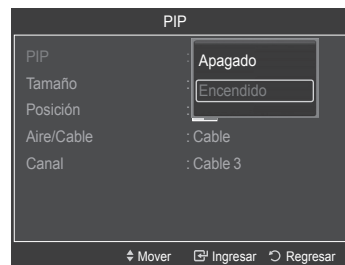 PIP
PIP : Apagado
Tamaño : Encendido
Posición :
Aire/Cable : Cable
Canal : Cable 3
Mover Ingresar Regresar